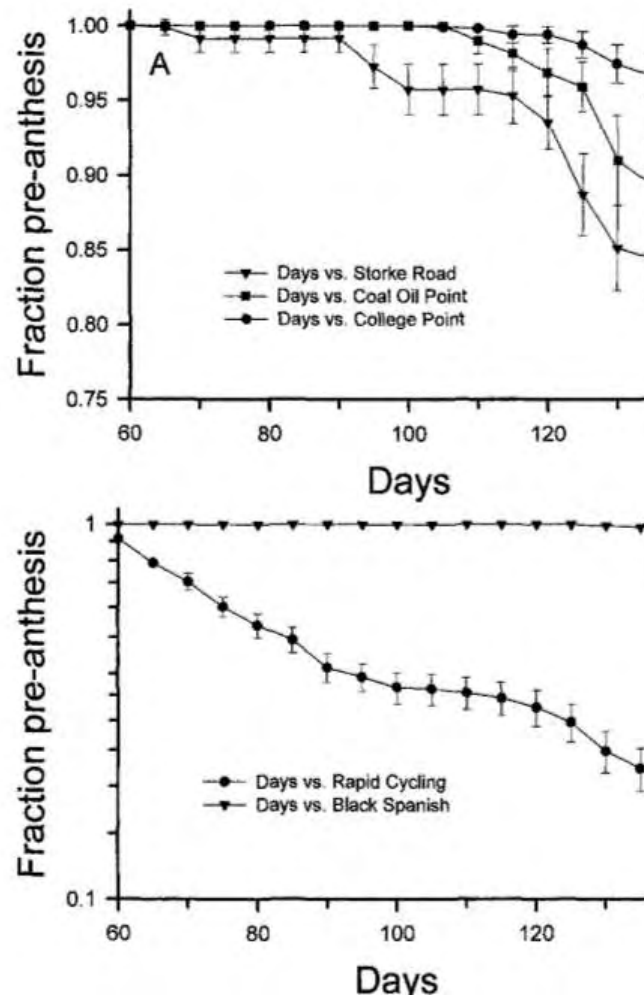 1.00
A
0.95
0.90
0.85
0.80
0.75
Fraction pre-anthesis
Days vs. Storke Road
Days vs. Coal Oil Point
Days vs. College Point
60 80 100 120
Days
1
0.1
Fraction pre-anthesis
Days vs. Rapid Cycling
Days vs. Black Spanish
60 80 100 120
Days